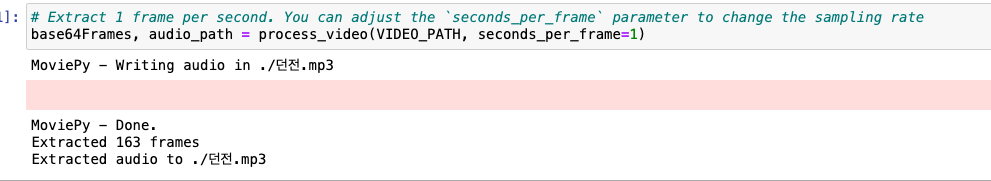 ]: # Extract 1 frame per second. You can adjust the `seconds_per_frame` parameter to change the sampling rate
base64Frames, audio_path = process_video(VIDEO_PATH, seconds_per_frame=1)
MoviePy - Writing audio in ./던전.mp3
MoviePy - Done.
Extracted 163 frames
Extracted audio to ./던전.mp3